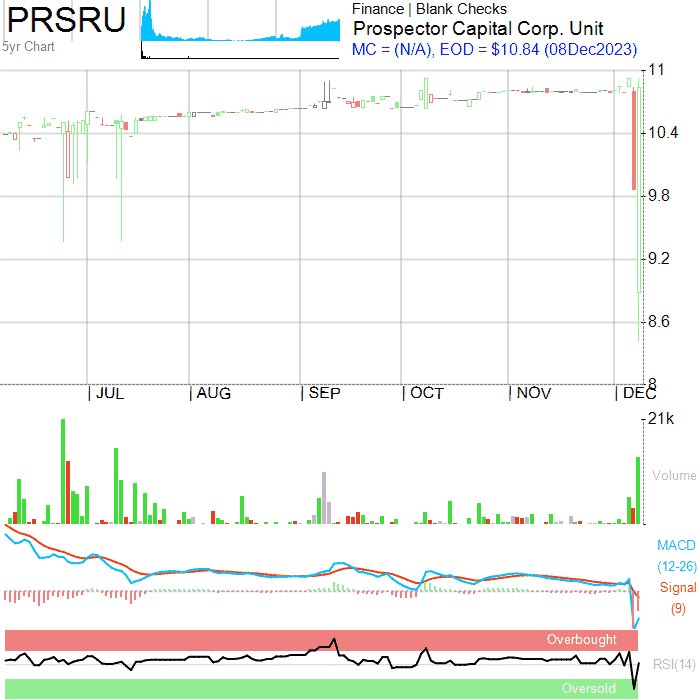 PRSRU
5yr Chart
Finance | Blank Checks
Prospector Capital Corp. Unit
MC = (N/A), EOD = $10.84 (08Dec2023)
11
10.4
9.8
9.2
8.6
8
JUL AUG SEP OCT NOV DEC
21k
Volume
MACD
(12-26)
Signal
(9)
Overbought
RSI(14)
Oversold